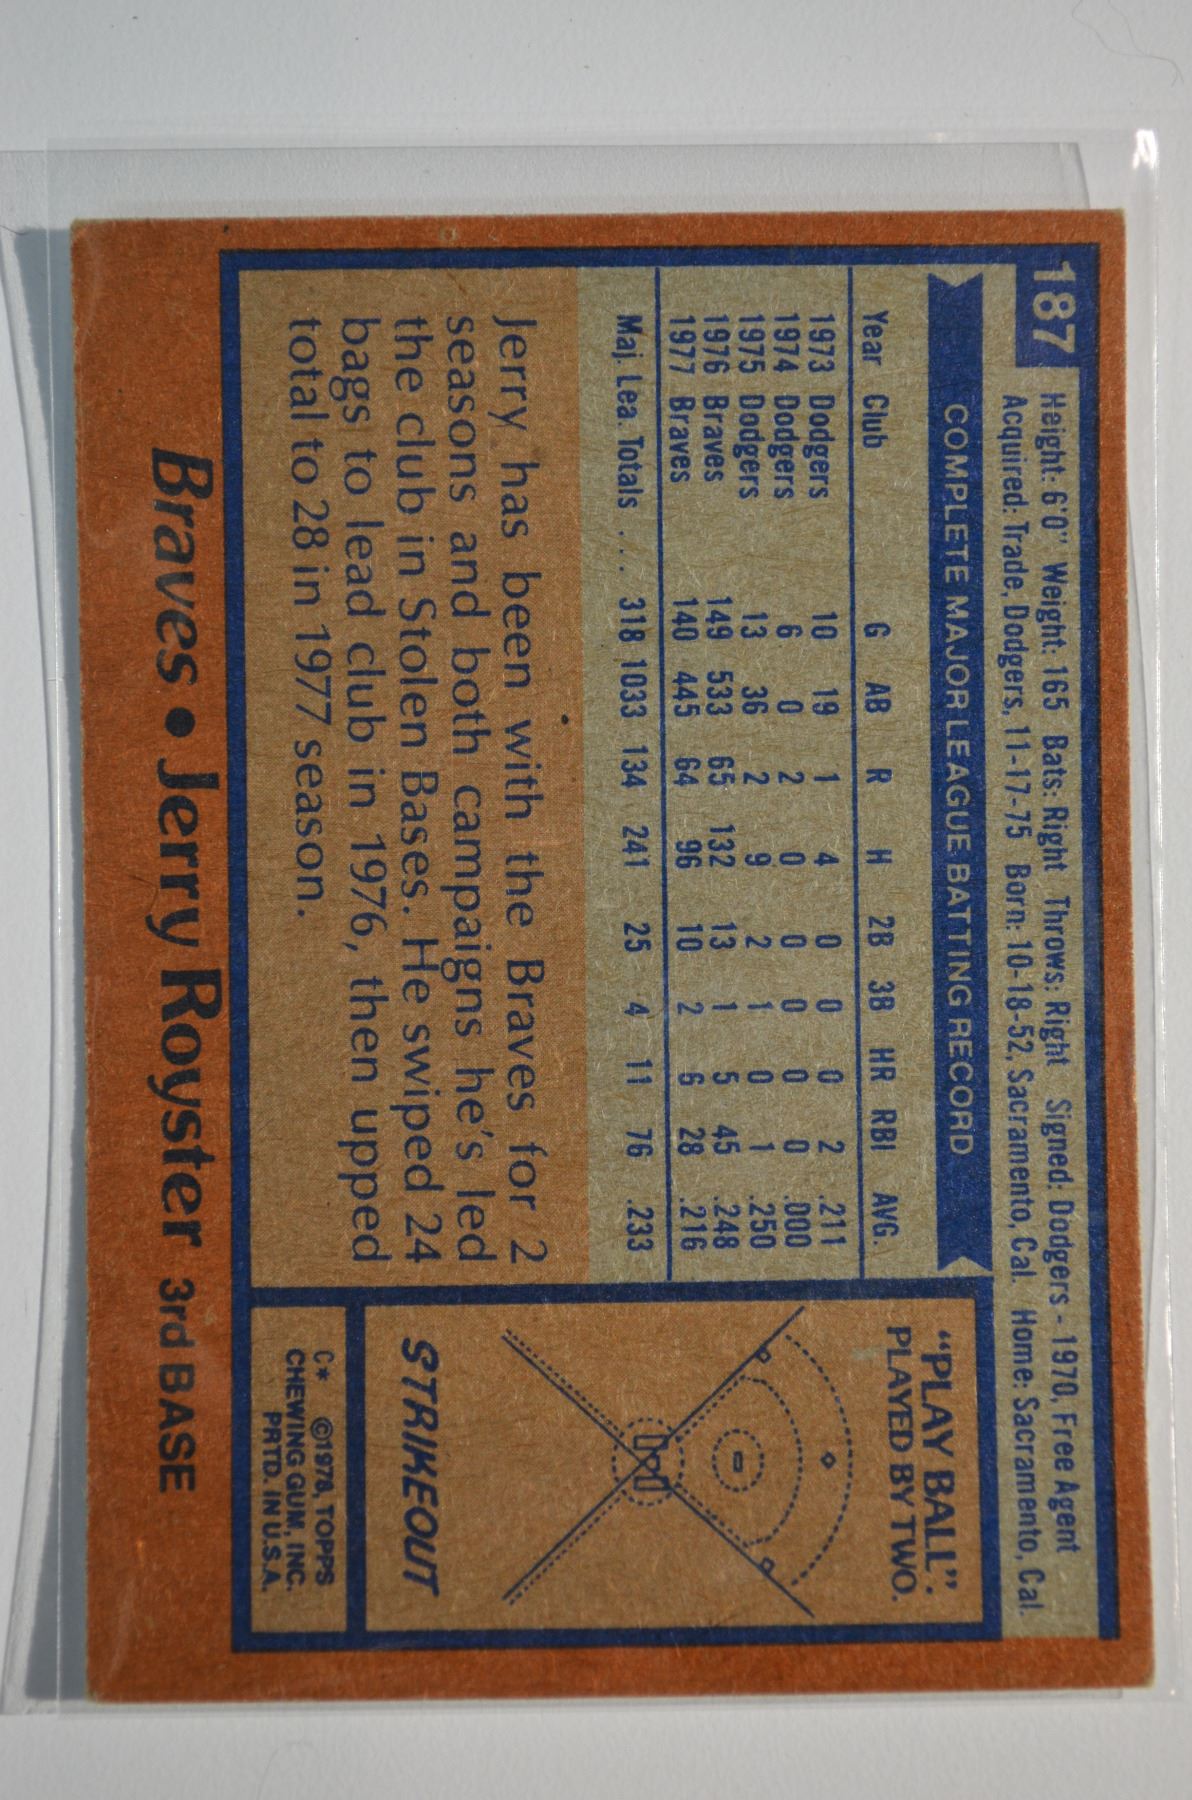 187
Height: 6'0" Weight: 165 Bats: Right Throws: Right Signed: Dodgers - 1970, Free Agent
Acquired: Trade, Dodgers, 11-17-75 Born: 10-18-52, Sacramento, Cal. Home: Sacramento, Cal.
COMPLETE MAJOR LEAGUE BATTING RECORD
Year Club G AB R H 2B 3B HR RBI AVG.
1973 Dodgers 10 19 1 4 0 0 0 2 .211
1974 Dodgers 6 0 2 0 0 0 0 0 .000
1975 Dodgers 13 36 2 9 2 1 0 1 .250
1976 Braves 149 533 65 132 13 1 5 45 .248
1977 Braves 140 445 64 96 10 2 6 28 .216
Maj. Lea. Totals . . . 318 1033 134 241 25 4 11 76 .233
Jerry has been with the Braves for 2
seasons and both campaigns he's led
the club in Stolen Bases. He swiped 24
bags to lead club in 1976, then upped
total to 28 in 1977 season.
"PLAY BALL".
PLAYED BY TWO.
STRIKEOUT
C* ©1978, TOPPS
CHEWING GUM, INC.
PRTD. IN U.S.A.
Braves • Jerry Royster 3rd BASE